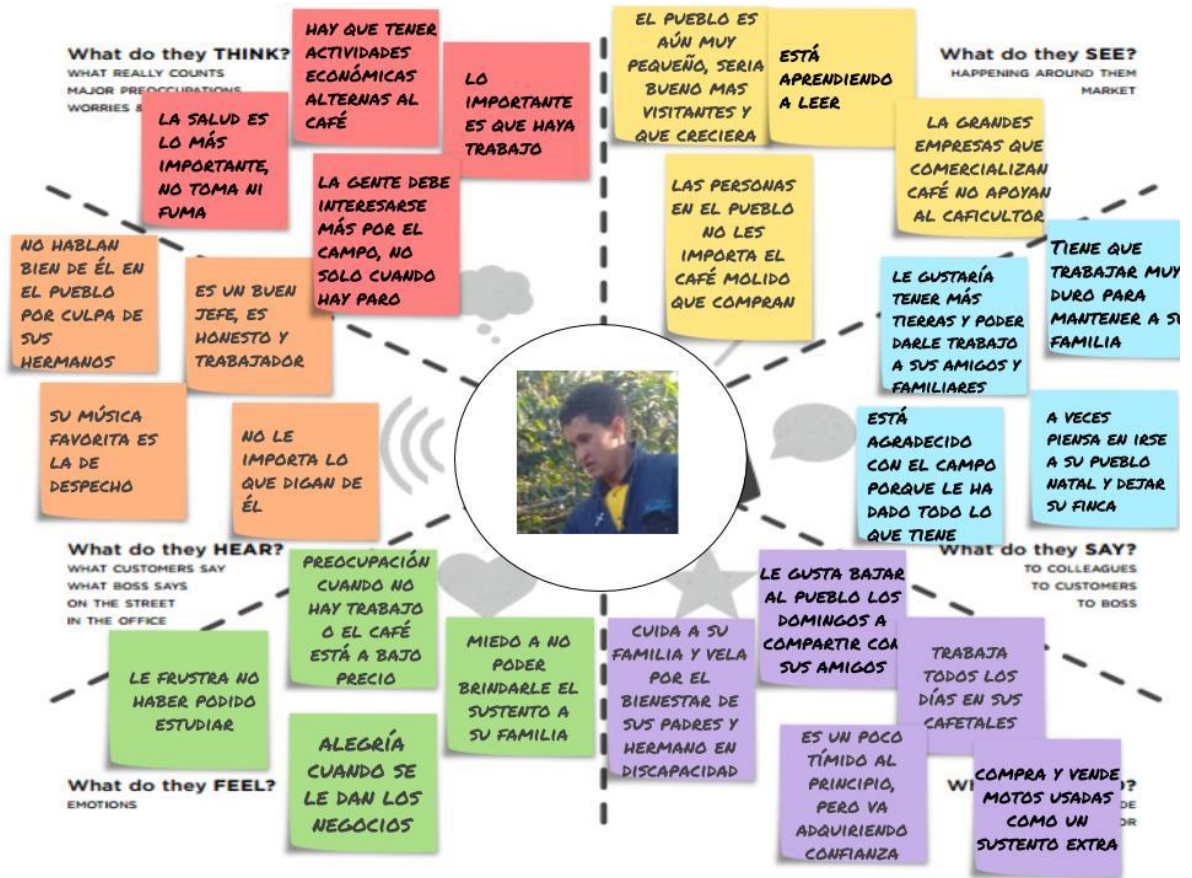 What do they THINK?
WHAT REALLY COUNTS
MAJOR PREOCCUPATIONS
WORRIES &
HAY QUE TENER
ACTIVIDADES
ECONÓMICAS
ALTERNAS AL
CAFÉ
LO
IMPORTANTE
ES QUE HAYA
TRABAJO
LA SALUD ES
LO MÁS
IMPORTANTE,
NO TOMA NI
FUMA
LA GENTE DEBE
INTERESARSE
MÁS POR EL
CAMPO, NO
SOLO CUANDO
HAY PARO
EL PUEBLO ES
AÚN MUY
PEQUEÑO, SERIA
BUENO MAS
VISITANTES Y
QUE CRECIERA
ESTÁ
APRENDIENDO
A LEER
What do they SEE?
HAPPENING AROUND THEM
MARKET
LA GRANDES
EMPRESAS QUE
COMERCIALIZAN
CAFÉ NO APOYAN
AL CAFICULTOR
LAS PERSONAS
EN EL PUEBLO
NO LES
IMPORTA EL
CAFÉ MOLIDO
QUE COMPRAN
NO HABLAN
BIEN DE ÉL EN
EL PUEBLO
POR CULPA DE
SUS
HERMANOS
ES UN BUEN
JEFE, ES
HONESTO Y
TRABAJADOR
SU MÚSICA
FAVORITA ES
LA DE
DESPECHO
NO LE
IMPORTA LO
QUE DIGAN DE
ÉL
What do they HEAR?
WHAT CUSTOMERS SAY
WHAT BOSS SAYS
ON THE STREET
IN THE OFFICE
LE GUSTARÍA
TENER MÁS
TIERRAS Y PODER
DARLE TRABAJO
A SUS AMIGOS Y
FAMILIARES
TIENE QUE
TRABAJAR MUY
DURO PARA
MANTENER A SU
FAMILIA
ESTÁ
AGRADECIDO
CON EL CAMPO
PORQUE LE HA
DADO TODO LO
QUE TIENE
A VECES
PIENSA EN IRSE
A SU PUEBLO
NATAL Y DEJAR
SU FINCA
What do they SAY?
TO COLLEAGUES
TO CUSTOMERS
TO BOSS
PREOCUPACIÓN
CUANDO NO
HAY TRABAJO
O EL CAFÉ
ESTÁ A BAJO
PRECIO
LE FRUSTRA NO
HABER PODIDO
ESTUDIAR
MIEDO A NO
PODER
BRINDARLE EL
SUSTENTO A
SU FAMILIA
ALEGRÍA
CUANDO SE
LE DAN LOS
NEGOCIOS
What do they FEEL?
EMOTIONS
LE GUSTA BAJAR
AL PUEBLO LOS
DOMINGOS A
COMPARTIR CON
SUS AMIGOS
CUIDA A SU
FAMILIA Y VELA
POR EL
BIENESTAR DE
SUS PADRES Y
HERMANO EN
DISCAPACIDAD
TRABAJA
TODOS LOS
DÍAS EN SUS
CAFETALES
ES UN POCO
TÍMIDO AL
PRINCIPIO,
PERO VA
ADQUIRIENDO
CONFIANZA
COMPRA Y VENDE
MOTOS USADAS
COMO UN
SUSTENTO EXTRA